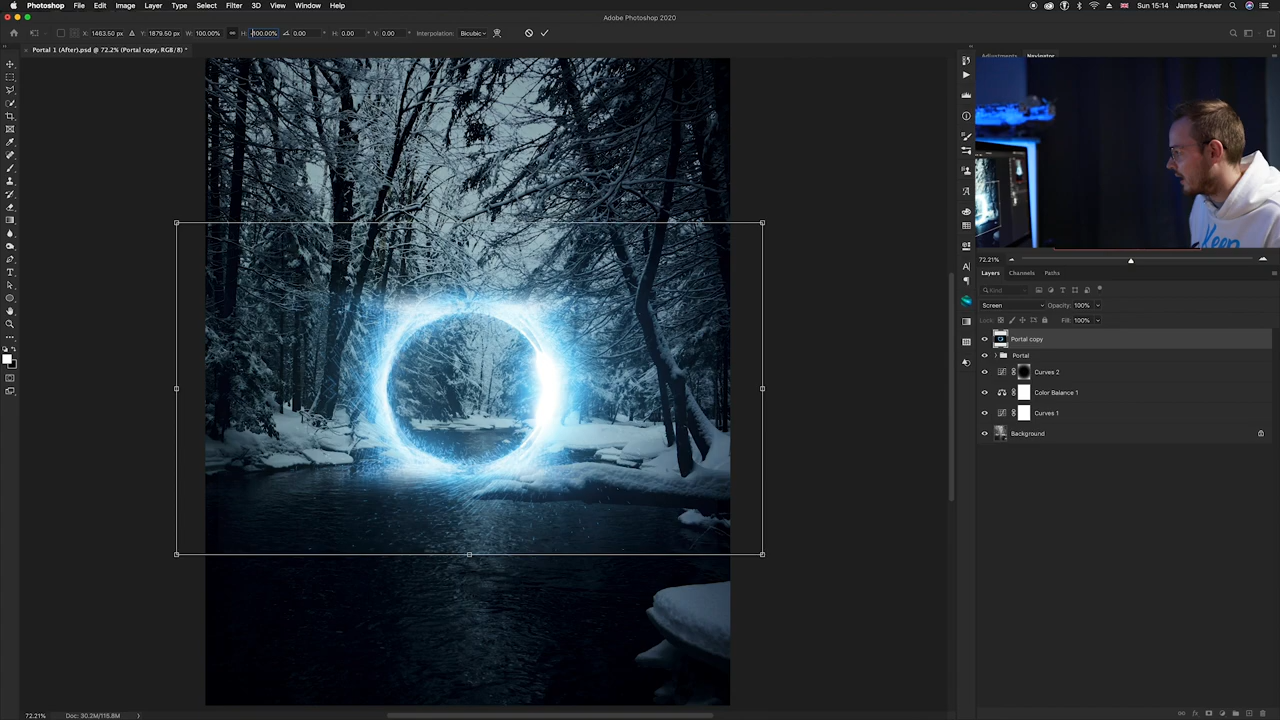 Photoshop File Edit Image Layer Type Select Filter 3D View Window Help
Sun 15:14 James Feaver
Adobe Photoshop 2020
X: 1463.50 px Y: 1879.50 px W: 100.00% H: 100.00% 0.00 H: 0.00 V: 0.00 Interpolation: Bicubic
Portal 1 (After).psd @ 72.2% (Portal copy, RGB/8) *
Adjustments Navigator
Keep
72.21%
Layers Channels Paths
Kind
Screen Opacity: 100%
Lock: Fill: 100%
Portal copy
Portal
Curves 2
Color Balance 1
Curves 1
Background
72.21% Doc: 30.2M/115.8M